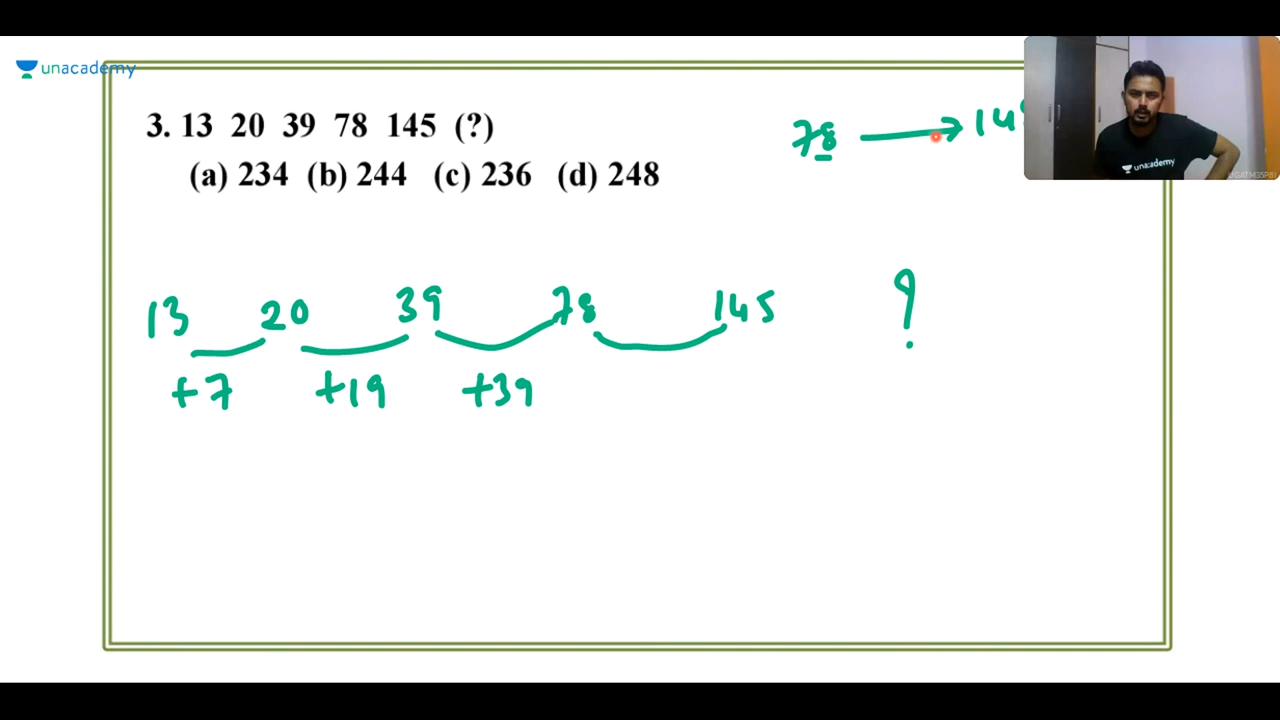 unacademy
3. 13 20 39 78 145 (?)
(a) 234 (b) 244 (c) 236 (d) 248
78 → 145
unacademy
13 20 39 78 145 ?
+7 +19 +39